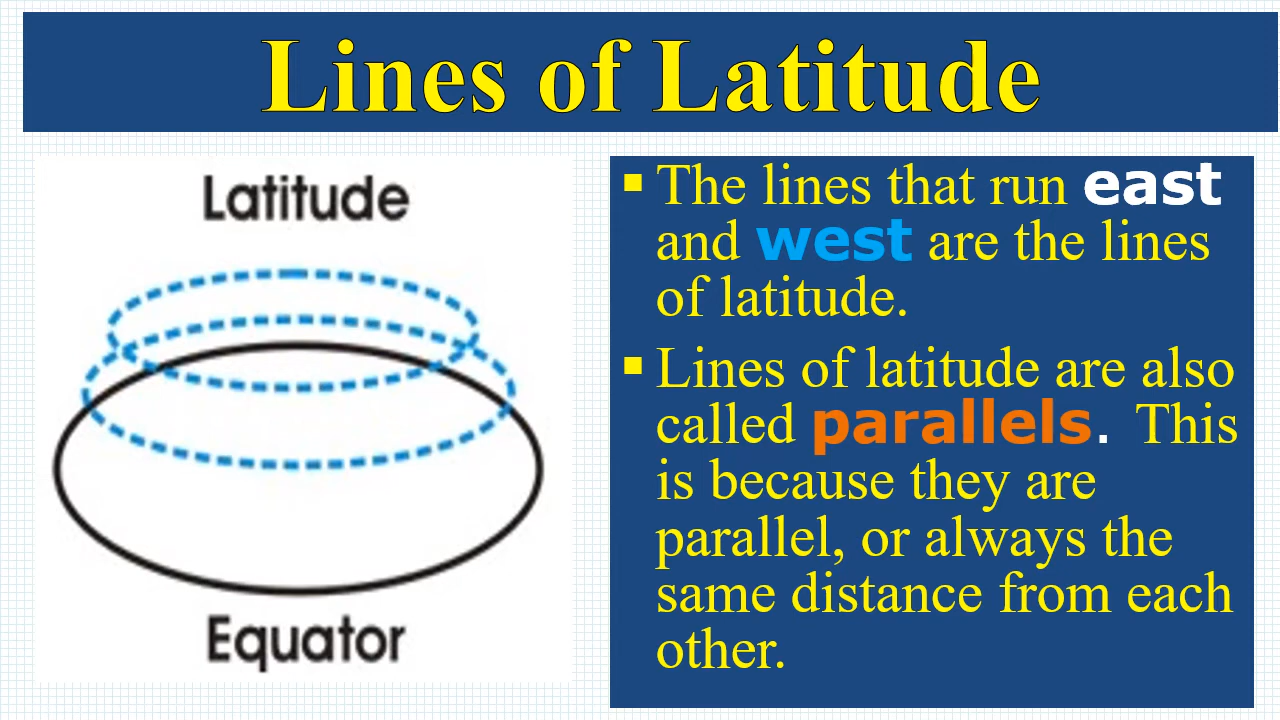 Lines of Latitude
Latitude
Equator
▪ The lines that run east
and west are the lines
of latitude.
▪ Lines of latitude are also
called parallels. This
is because they are
parallel, or always the
same distance from each
other.